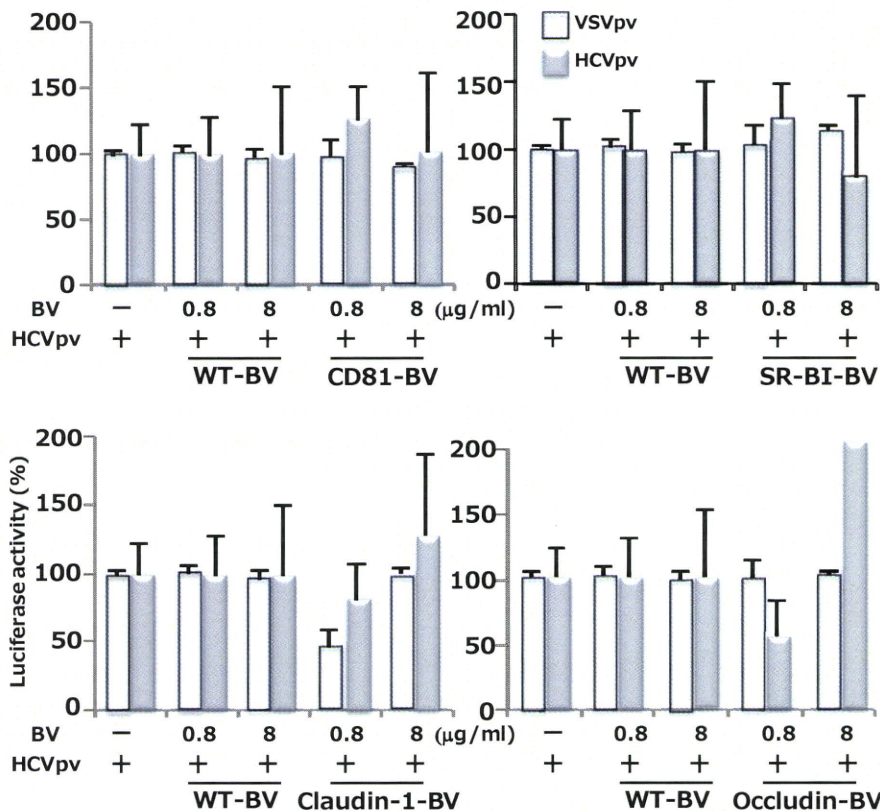 200
150
100
50
0
BV – 0.8 8 0.8 8 (μg/ml)
HCVpv + + + + +
WT-BV CD81-BV
200
150
100
50
0
VSVpv
HCVpv
– 0.8 8 0.8 8
+ + + + +
WT-BV SR-BI-BV
Luciferase activity (%)
200
150
100
50
0
BV – 0.8 8 0.8 8 (μg/ml)
HCVpv + + + + +
WT-BV Claudin-1-BV
200
150
100
50
0
– 0.8 8 0.8 8
+ + + + +
WT-BV Occludin-BV